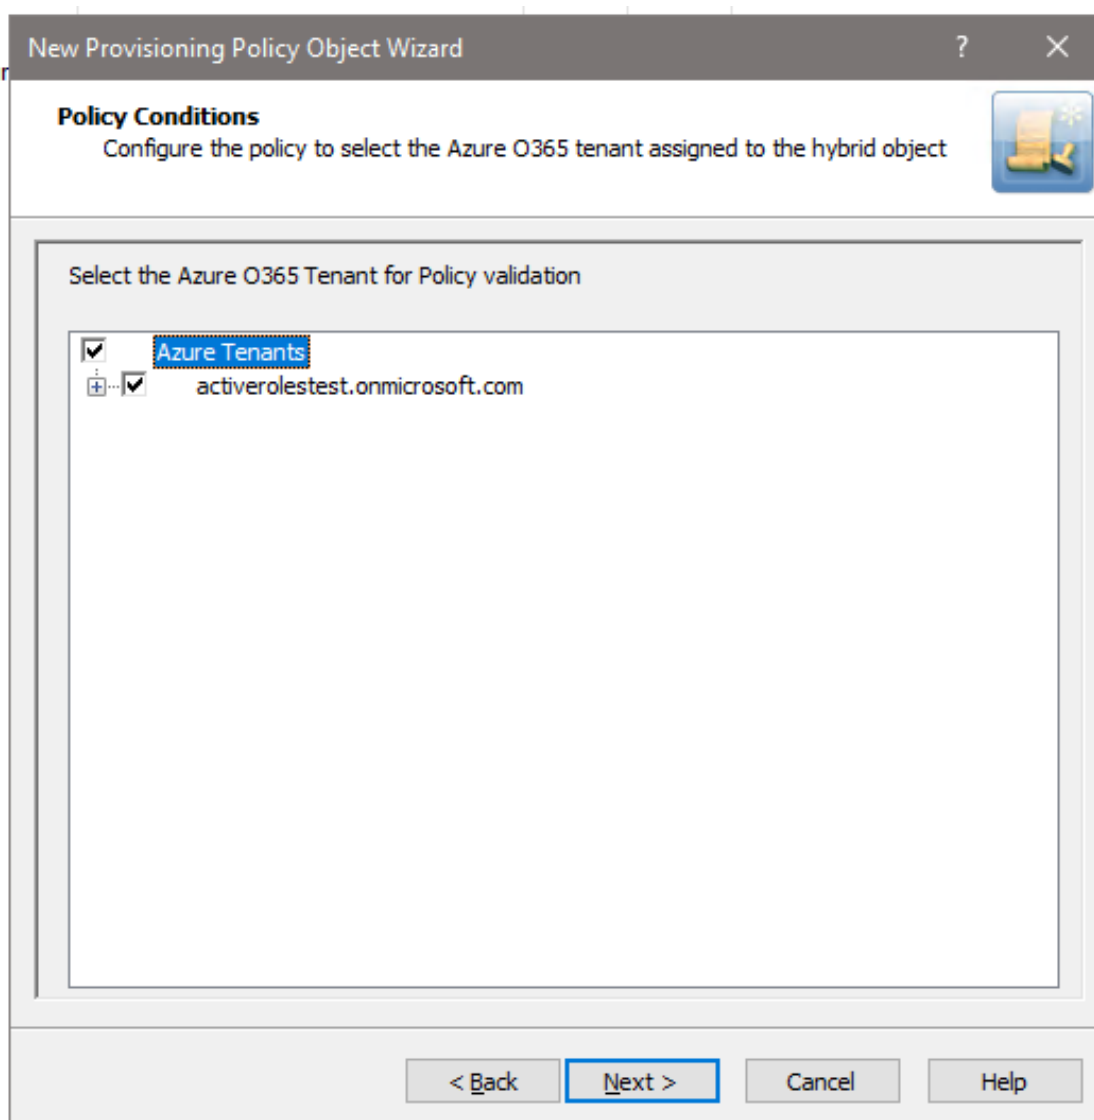 New Provisioning Policy Object Wizard ? ×
r
Policy Conditions
Configure the policy to select the Azure O365 tenant assigned to the hybrid object
Select the Azure O365 Tenant for Policy validation
Azure Tenants
activerolestest.onmicrosoft.com
< Back Next > Cancel Help